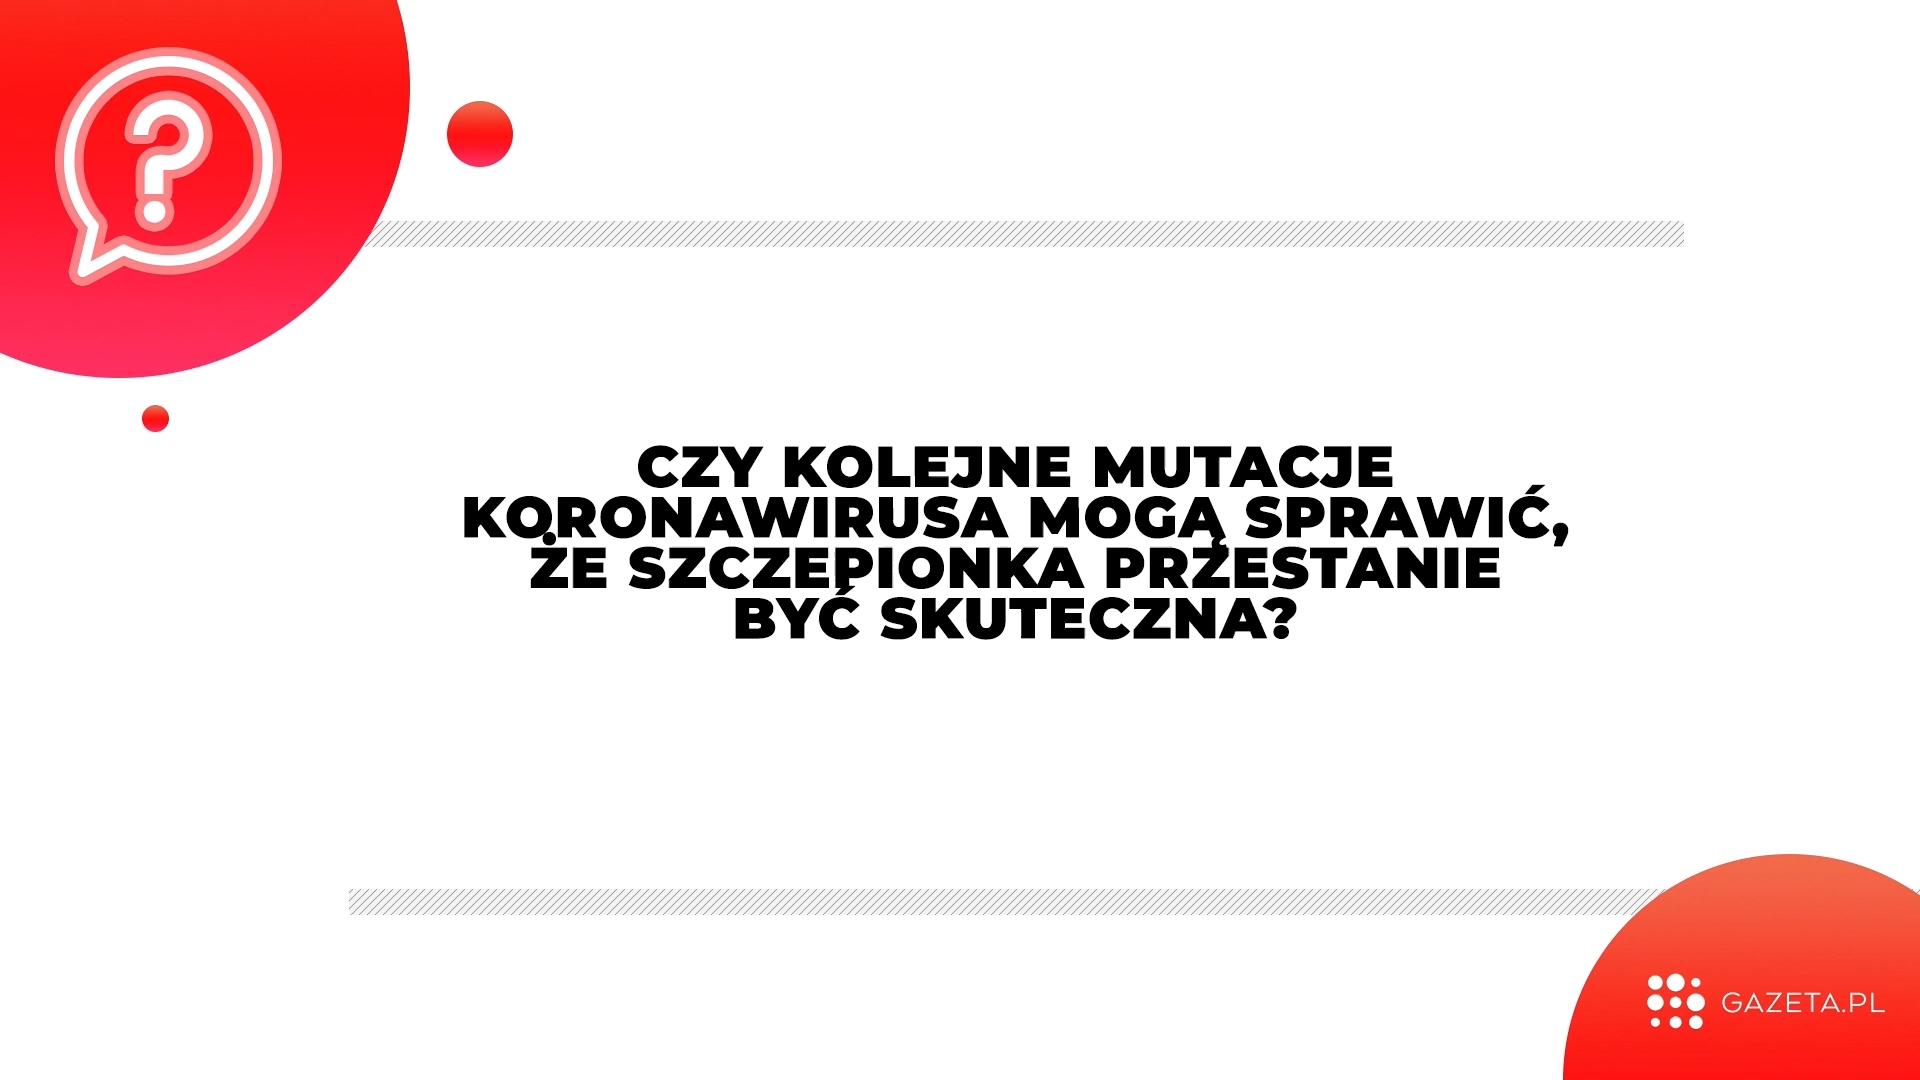 CZY KOLEJNE MUTACJE
KORONAWIRUSA MOGĄ SPRAWIĆ,
ŻE SZCZEPIONKA PRZESTANIE
BYĆ SKUTECZNA?
GAZETA.PL